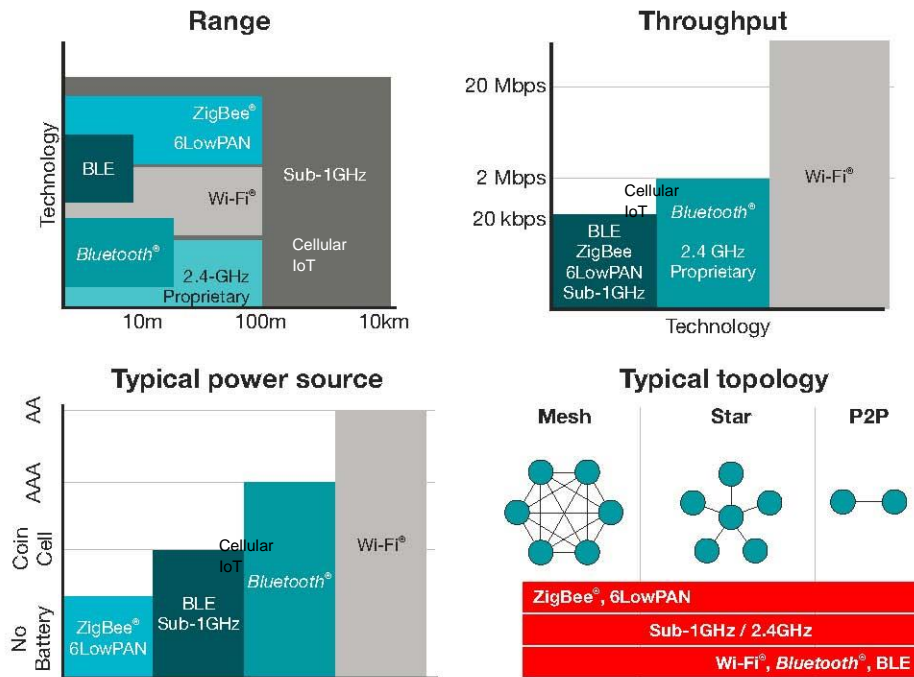 Range
Technology
ZigBee®
6LowPAN
BLE
Wi-Fi®
Sub-1GHz
Bluetooth®
2.4-GHz
Proprietary
Cellular
IoT
10m
100m
10km
Throughput
20 Mbps
2 Mbps
20 kbps
Wi-Fi®
Cellular
IoT
Bluetooth®
2.4 GHz
Proprietary
BLE
ZigBee
6LowPAN
Sub-1GHz
Technology
Typical power source
AA
AAA
Coin
Cell
No
Battery
ZigBee®
6LowPAN
BLE
Sub-1GHz
Cellular
IoT
Bluetooth®
Wi-Fi®
Typical topology
Mesh
Star
P2P
ZigBee®, 6LowPAN
Sub-1GHz / 2.4GHz
Wi-Fi®, Bluetooth®, BLE